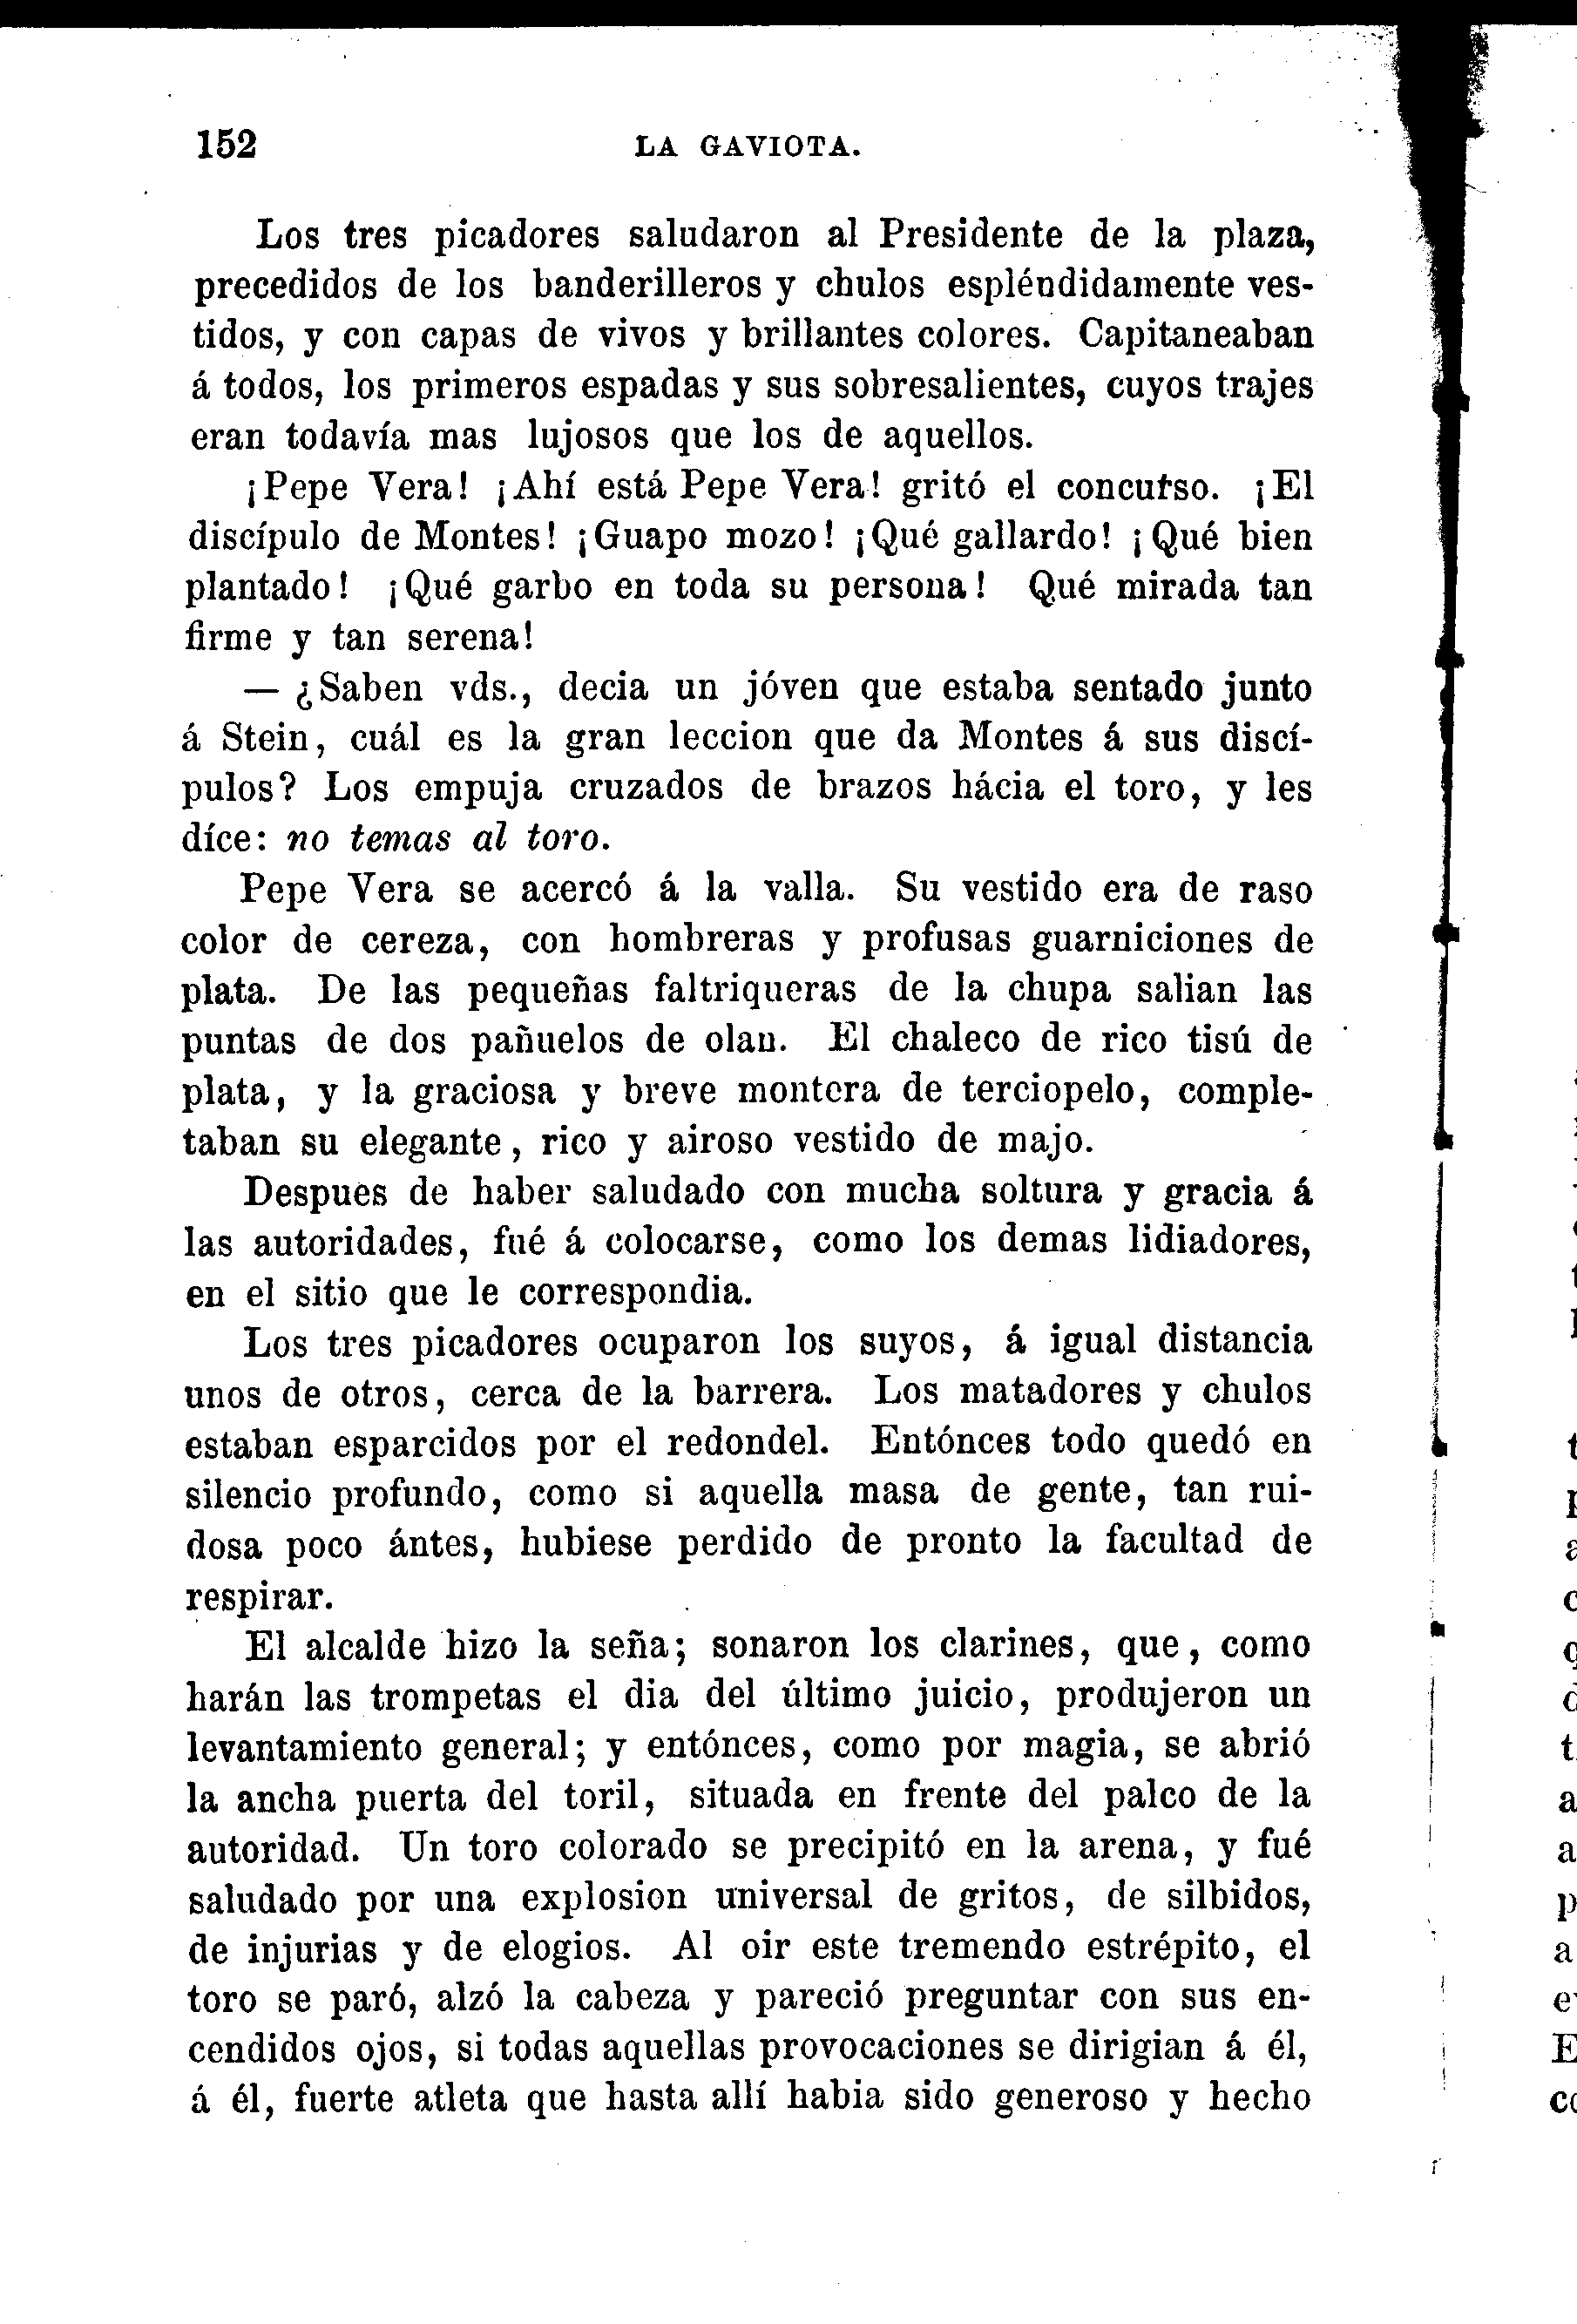 152 LA GAVIOTA.
Los tres picadores saludaron al Presidente de la plaza,
precedidos de los banderilleros y chulos espléndidamente ves-
tidos, y con capas de vivos y brillantes colores. Capitaneaban
á todos, los primeros espadas y sus sobresalientes, cuyos trajes
eran todavía mas lujosos que los de aquellos.
¡Pepe Vera! ¡Ahí está Pepe Vera! gritó el concurso. ¡El
discípulo de Montes! ¡Guapo mozo! ¡Qué gallardo! ¡Qué bien
plantado! ¡Qué garbo en toda su persona! Qué mirada tan
firme y tan serena!
— ¿Saben vds., decia un jóven que estaba sentado junto
á Stein, cuál es la gran leccion que da Montes á sus discí-
pulos? Los empuja cruzados de brazos hácia el toro, y les
díce: no temas al toro.
Pepe Vera se acercó á la valla. Su vestido era de raso
color de cereza, con hombreras y profusas guarniciones de
plata. De las pequeñas faltriqueras de la chupa salian las
puntas de dos pañuelos de olan. El chaleco de rico tisú de
plata, y la graciosa y breve montera de terciopelo, comple-
taban su elegante, rico y airoso vestido de majo.
Despues de haber saludado con mucha soltura y gracia á
las autoridades, fué á colocarse, como los demas lidiadores,
en el sitio que le correspondia.
Los tres picadores ocuparon los suyos, á igual distancia
unos de otros, cerca de la barrera. Los matadores y chulos
estaban esparcidos por el redondel. Entónces todo quedó en
silencio profundo, como si aquella masa de gente, tan rui-
dosa poco ántes, hubiese perdido de pronto la facultad de
respirar.
El alcalde hizo la seña; sonaron los clarines, que, como
harán las trompetas el dia del último juicio, produjeron un
levantamiento general; y entónces, como por magia, se abrió
la ancha puerta del toril, situada en frente del palco de la
autoridad. Un toro colorado se precipitó en la arena, y fué
saludado por una explosion universal de gritos, de silbidos,
de injurias y de elogios. Al oir este tremendo estrépito, el
toro se paró, alzó la cabeza y pareció preguntar con sus en-
cendidos ojos, si todas aquellas provocaciones se dirigian á él,
á él, fuerte atleta que hasta allí habia sido generoso y hecho